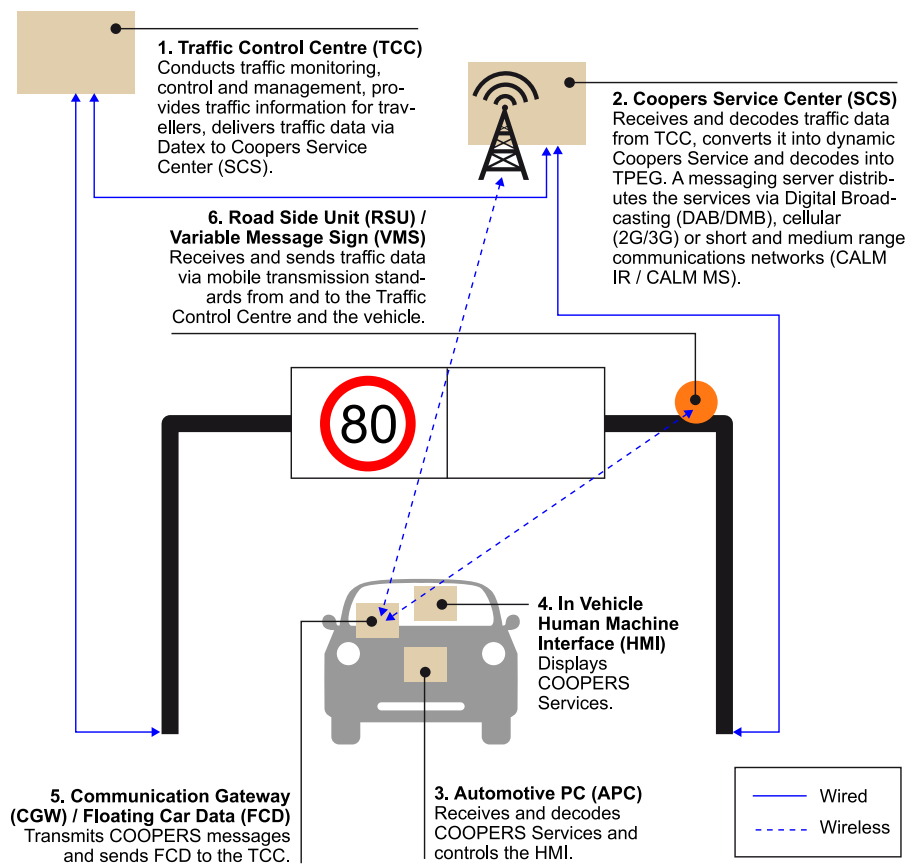 1. Traffic Control Centre (TCC)
Conducts traffic monitoring,
control and management, pro-
vides traffic information for trav-
ellers, delivers traffic data via
Datex to Coopers Service
Center (SCS).
2. Coopers Service Center (SCS)
Receives and decodes traffic data
from TCC, converts it into dynamic
Coopers Service and decodes into
TPEG. A messaging server distrib-
utes the services via Digital Broad-
casting (DAB/DMB), cellular
(2G/3G) or short and medium range
communications networks (CALM
IR / CALM MS).
6. Road Side Unit (RSU) /
Variable Message Sign (VMS)
Receives and sends traffic data
via mobile transmission stand-
ards from and to the Traffic
Control Centre and the vehicle.
80
4. In Vehicle
Human Machine
Interface (HMI)
Displays
COOPERS
Services.
5. Communication Gateway
(CGW) / Floating Car Data (FCD)
Transmits COOPERS messages
and sends FCD to the TCC.
3. Automotive PC (APC)
Receives and decodes
COOPERS Services and
controls the HMI.
Wired
Wireless